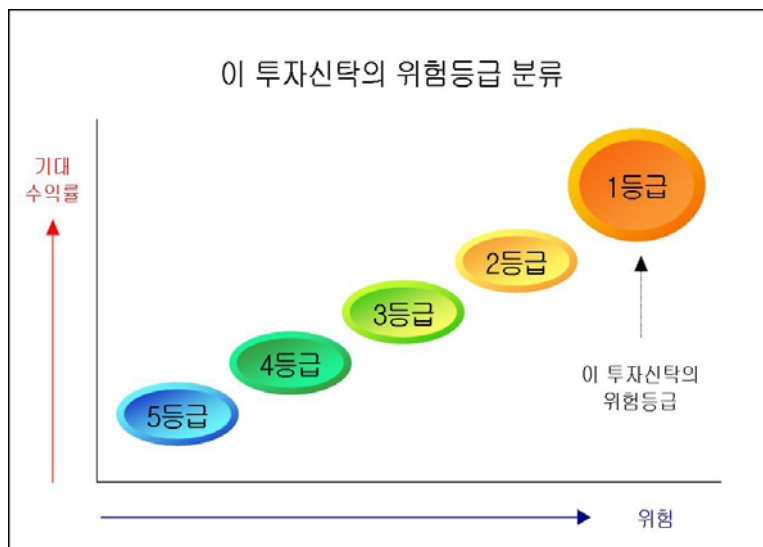 이 투자신탁의 위험등급 분류
기대
수익률
1등급
2등급
3등급
4등급
5등급
이 투자신탁의
위험등급
위험